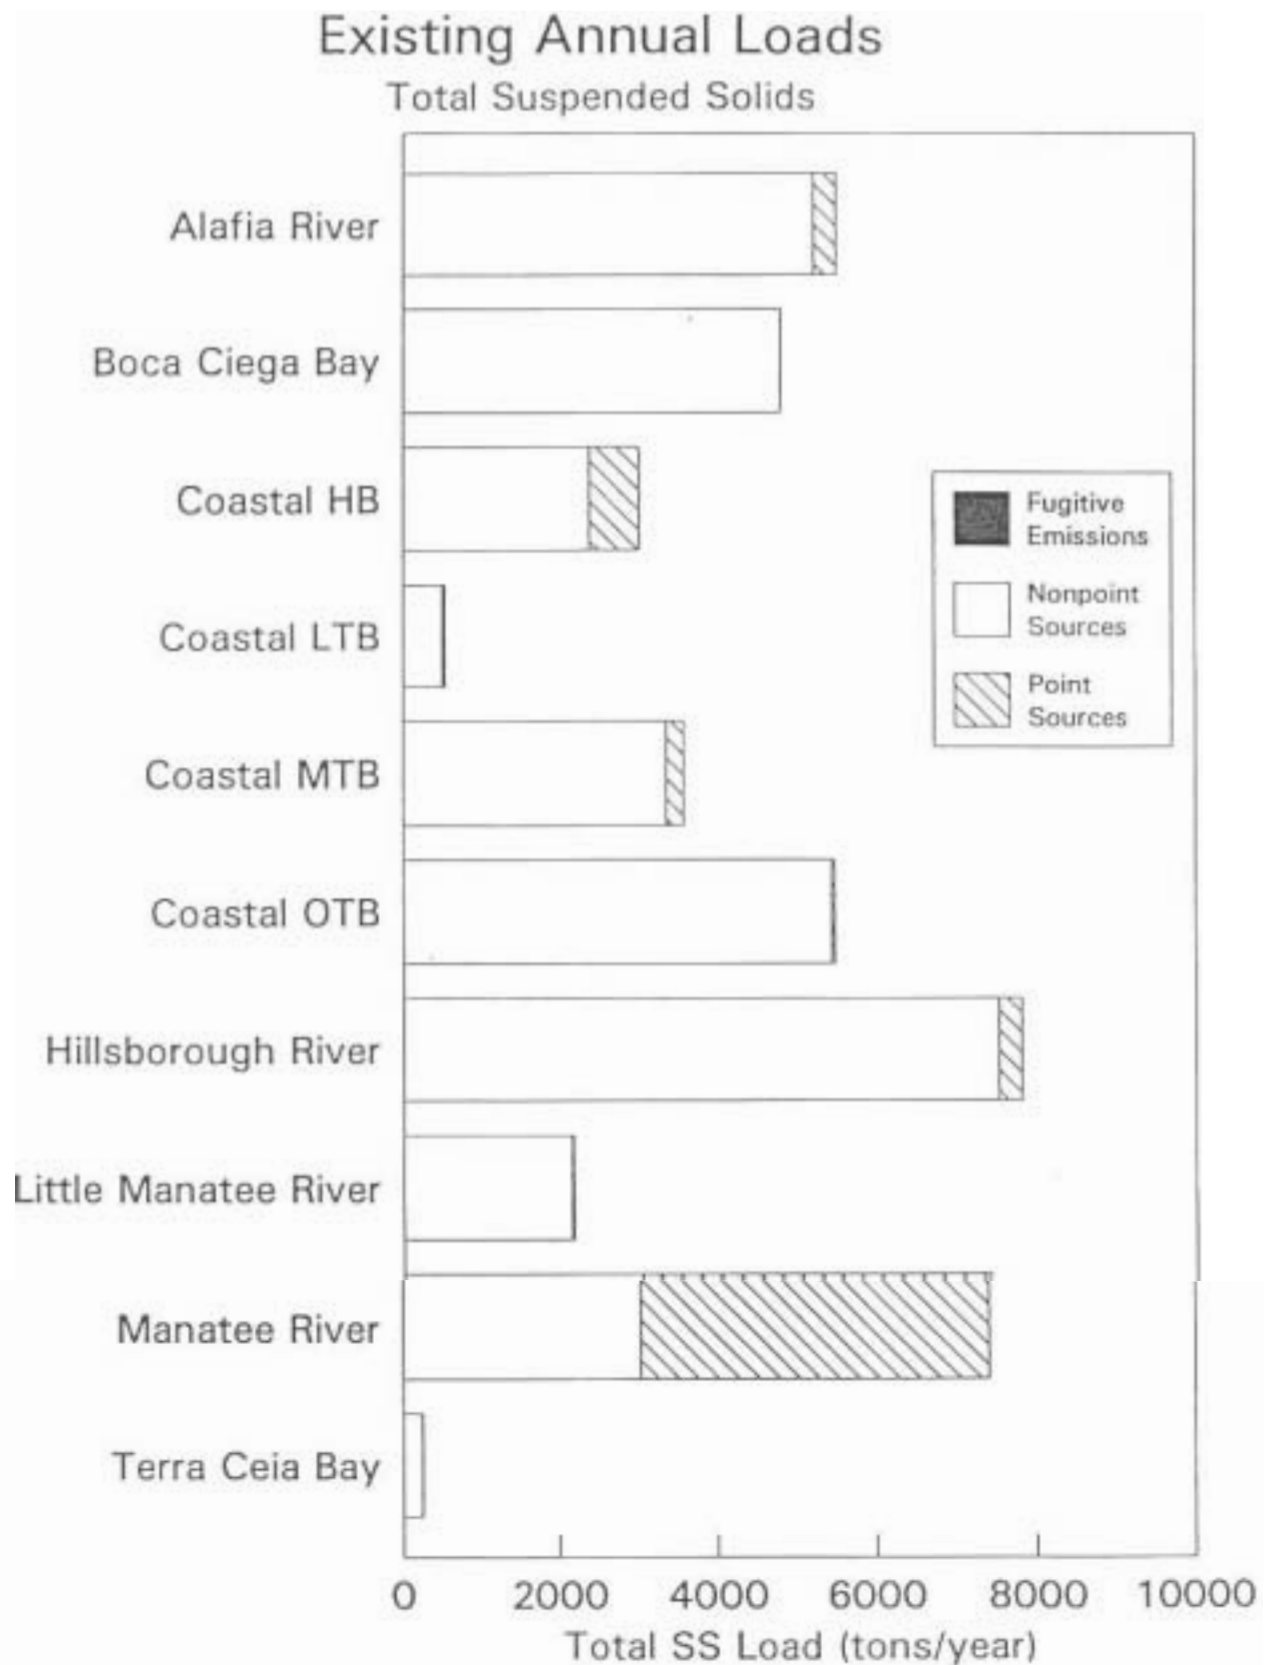 Existing Annual Loads
Total Suspended Solids
Alafia River
Boca Ciega Bay
Coastal HB
Coastal LTB
Coastal MTB
Coastal OTB
Hillsborough River
Little Manatee River
Manatee River
Terra Ceia Bay
Fugitive
Emissions
Nonpoint
Sources
Point
Sources
0 2000 4000 6000 8000 10000
Total SS Load (tons/year)